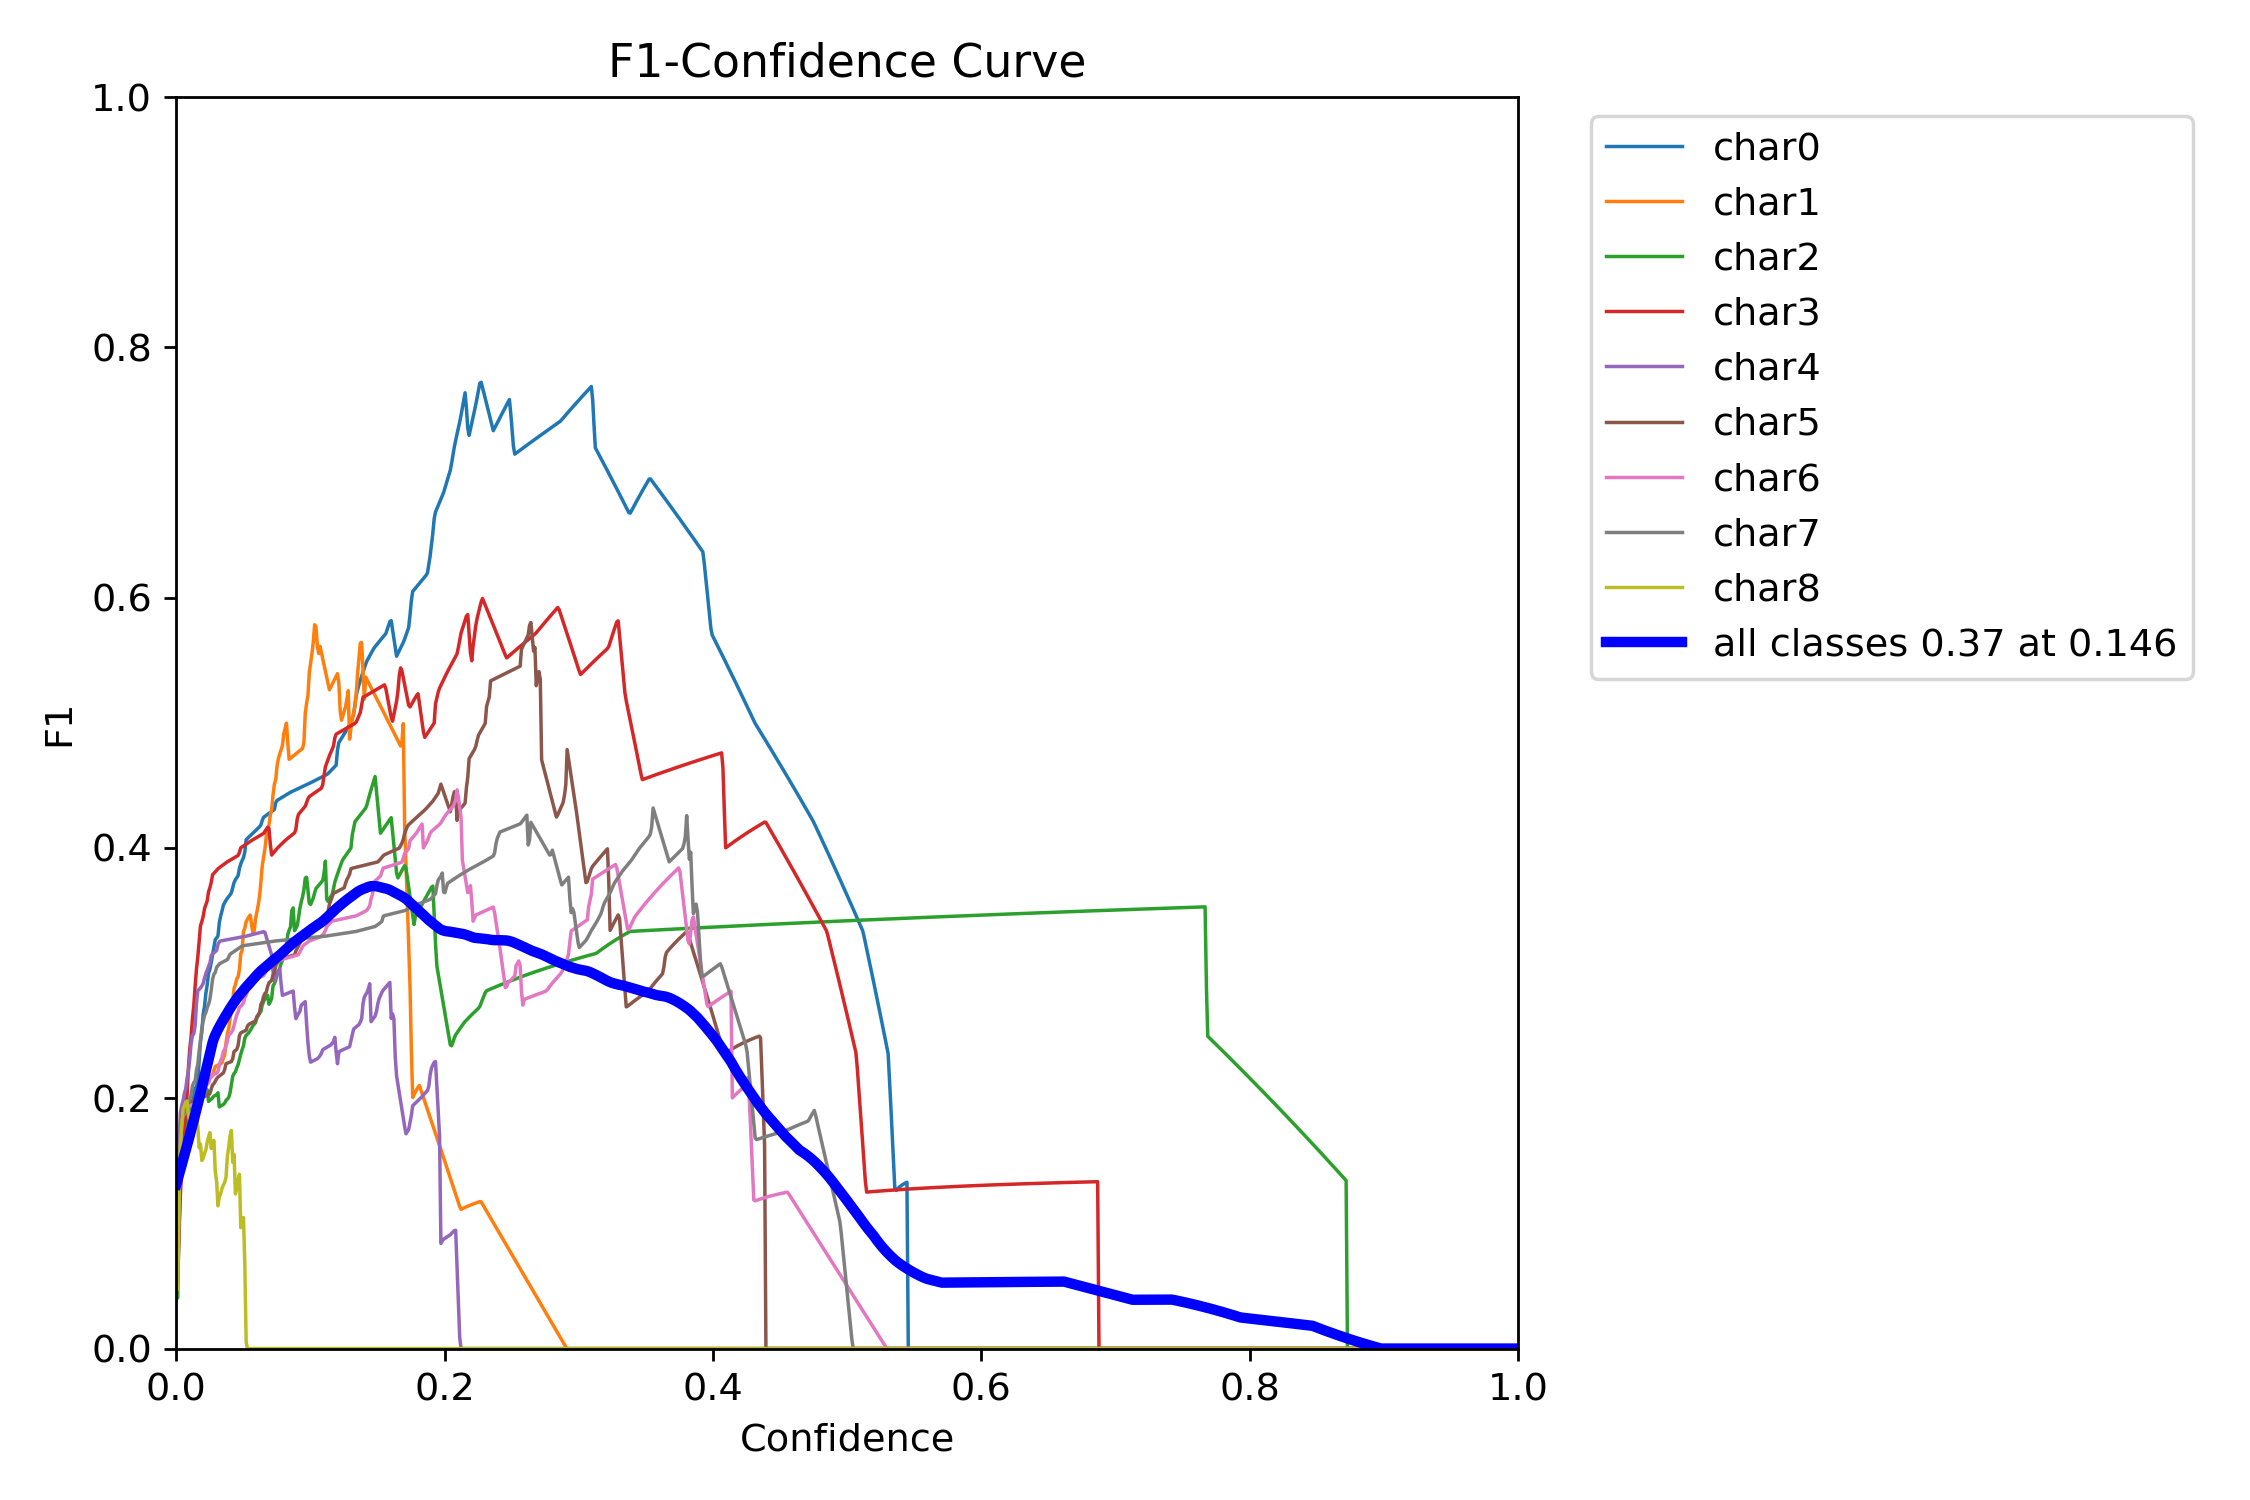 F1-Confidence Curve
1.0
0.8
0.6
0.4
0.2
0.0
F1
0.0 0.2 0.4 0.6 0.8 1.0
Confidence
char0
char1
char2
char3
char4
char5
char6
char7
char8
all classes 0.37 at 0.146